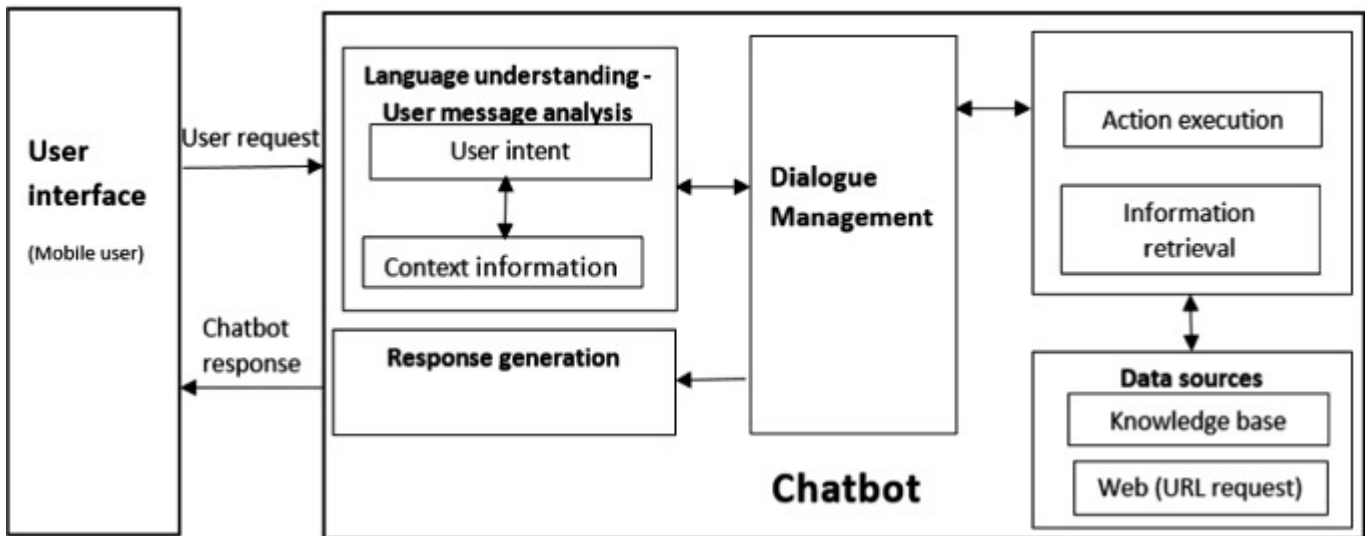 User
interface
(Mobile user)
User request
Chatbot
response
Language understanding -
User message analysis
User intent
Context information
Response generation
Dialogue
Management
Action execution
Information
retrieval
Data sources
Knowledge base
Web (URL request)
Chatbot